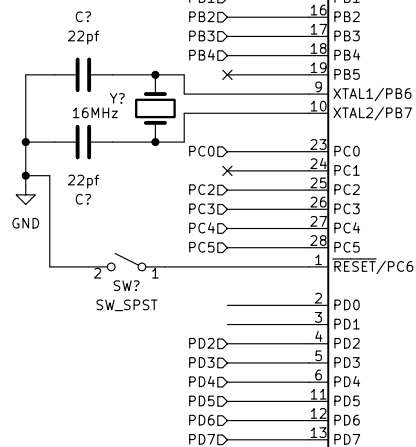 PB1 PB1
PB2 16 PB2
PB3 17 PB3
PB4 18 PB4
19 PB5
9 XTAL1/PB6
10 XTAL2/PB7
C?
22pf
Y?
16MHz
22pf
C?
GND
PC0 23 PC0
24 PC1
PC2 25 PC2
PC3 26 PC3
PC4 27 PC4
PC5 28 PC5
2 1 1 RESET/PC6
SW?
SW_SPST
2 PD0
3 PD1
PD2 4 PD2
PD3 5 PD3
PD4 6 PD4
PD5 11 PD5
PD6 12 PD6
PD7 13 PD7